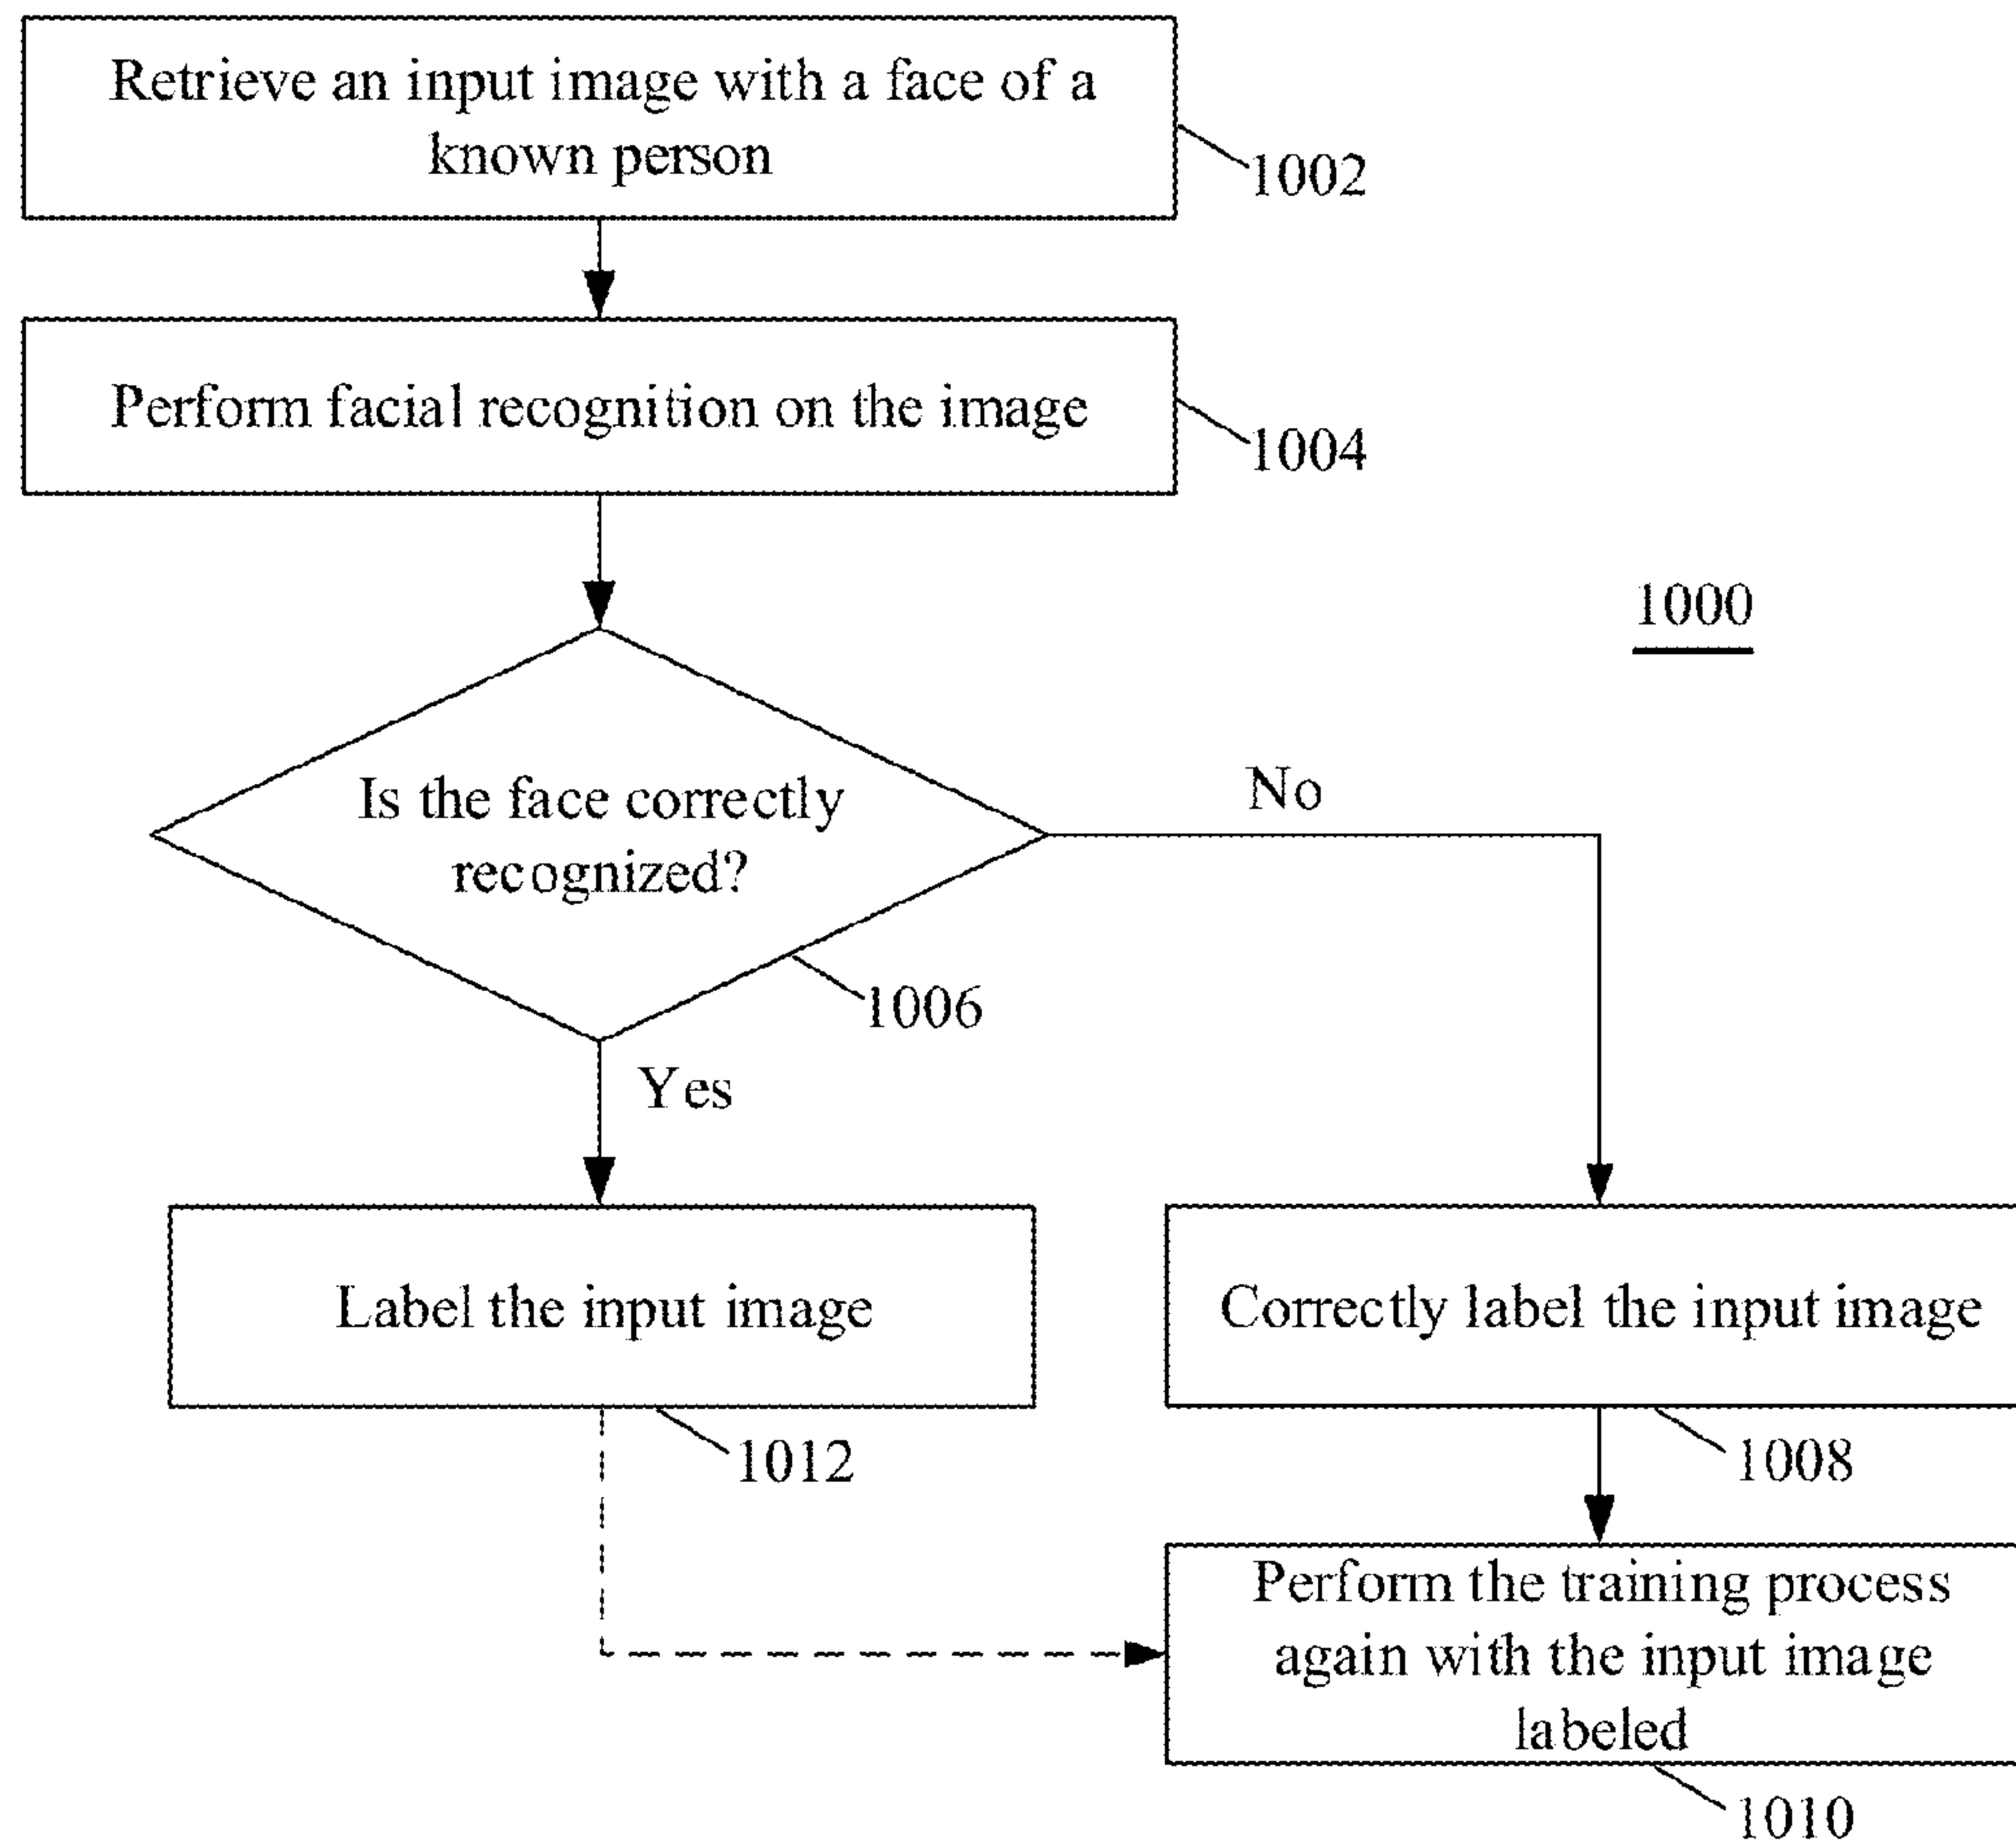 Retrieve an input image with a face of a
known person
1002
Perform facial recognition on the image
1004
1000
Is the face correctly
recognized?
No
1006
Yes
Label the input image
1012
Correctly label the input image
1008
Perform the training process
again with the input image
labeled
1010